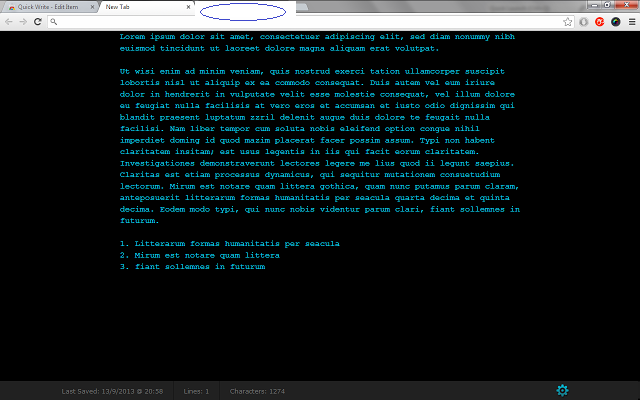 Quick Write - Edit Item
New Tab
Lorem ipsum dolor sit amet, consectetuer adipiscing elit, sed diam nonummy nibh
euismod tincidunt ut laoreet dolore magna aliquam erat volutpat.
Ut wisi enim ad minim veniam, quis nostrud exerci tation ullamcorper suscipit
lobortis nisl ut aliquip ex ea commodo consequat. Duis autem vel eum iriure
dolor in hendrerit in vulputate velit esse molestie consequat, vel illum dolore
eu feugiat nulla facilisis at vero eros et accumsan et iusto odio dignissim qui
blandit praesent luptatum zzril delenit augue duis dolore te feugait nulla
facilisi. Nam liber tempor cum soluta nobis eleifend option congue nihil
imperdiet doming id quod mazim placerat facer possim assum. Typi non habent
claritatem insitam; est usus legentis in iis qui facit eorum claritatem.
Investigationes demonstraverunt lectores legere me lius quod ii legunt saepius.
Claritas est etiam processus dynamicus, qui sequitur mutationem consuetudium
lectorum. Mirum est notare quam littera gothica, quam nunc putamus parum claram,
anteposuerit litterarum formas humanitatis per seacula quarta decima et quinta
decima. Eodem modo typi, qui nunc nobis videntur parum clari, fiant sollemnes in
futurum.
1. Litterarum formas humanitatis per seacula
2. Mirum est notare quam littera
3. fiant sollemnes in futurum
Last Saved: 13/9/2013 @ 20:58
Lines: 1
Characters: 1274